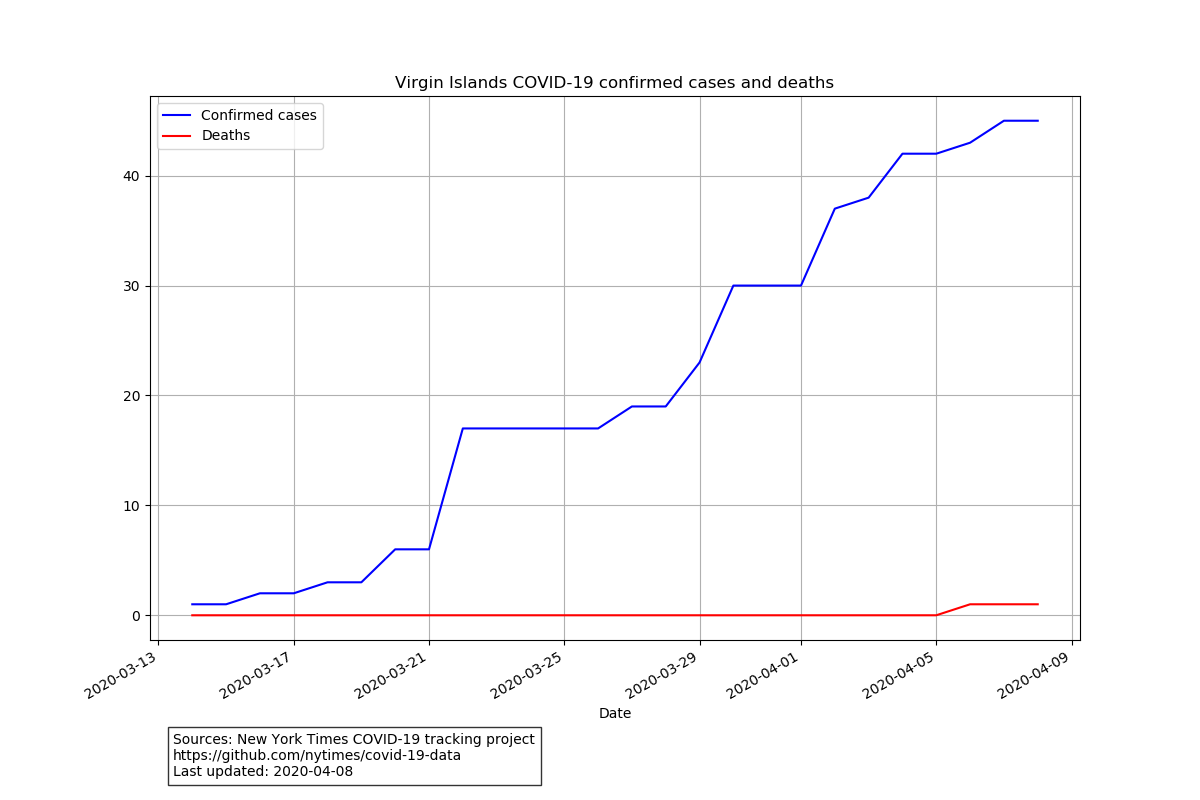 Virgin Islands COVID-19 confirmed cases and deaths
Confirmed cases
Deaths
40
30
20
10
0
2020-03-13
2020-03-17
2020-03-21
2020-03-25
2020-03-29
2020-04-01
2020-04-05
2020-04-09
Date
Sources: New York Times COVID-19 tracking project
https://github.com/nytimes/covid-19-data
Last updated: 2020-04-08